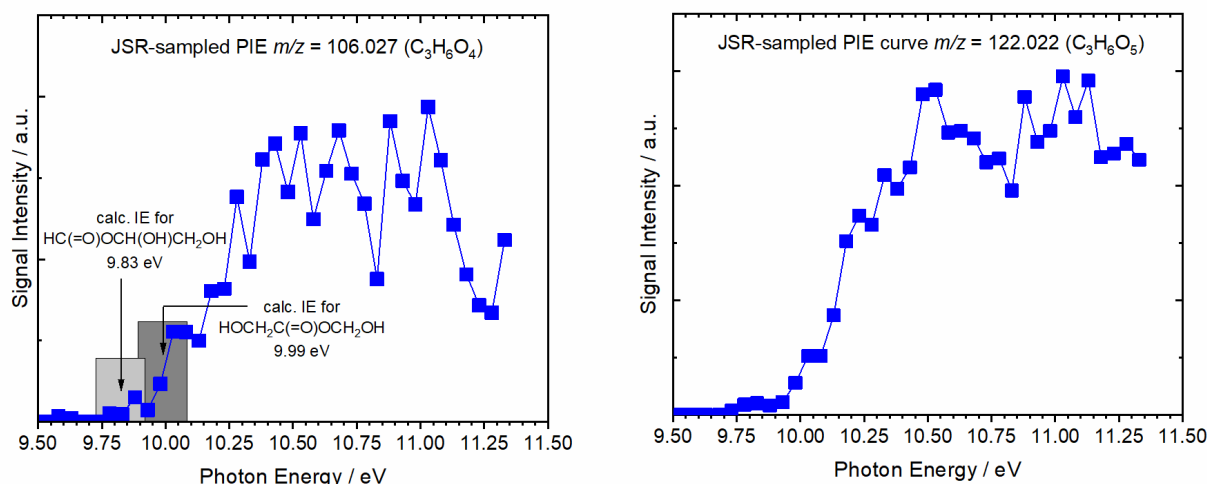 JSR-sampled PIE m/z = 106.027 (C₃H₆O₄)
calc. IE for
HC(=O)OCH(OH)CH₂OH
9.83 eV
calc. IE for
HOCH₂C(=O)OCH₂OH
9.99 eV
Signal Intensity / a.u.
9.50 9.75 10.00 10.25 10.50 10.75 11.00 11.25 11.50
Photon Energy / eV
JSR-sampled PIE curve m/z = 122.022 (C₃H₆O₅)
Signal Intensity / a.u.
9.50 9.75 10.00 10.25 10.50 10.75 11.00 11.25 11.50
Photon Energy / eV